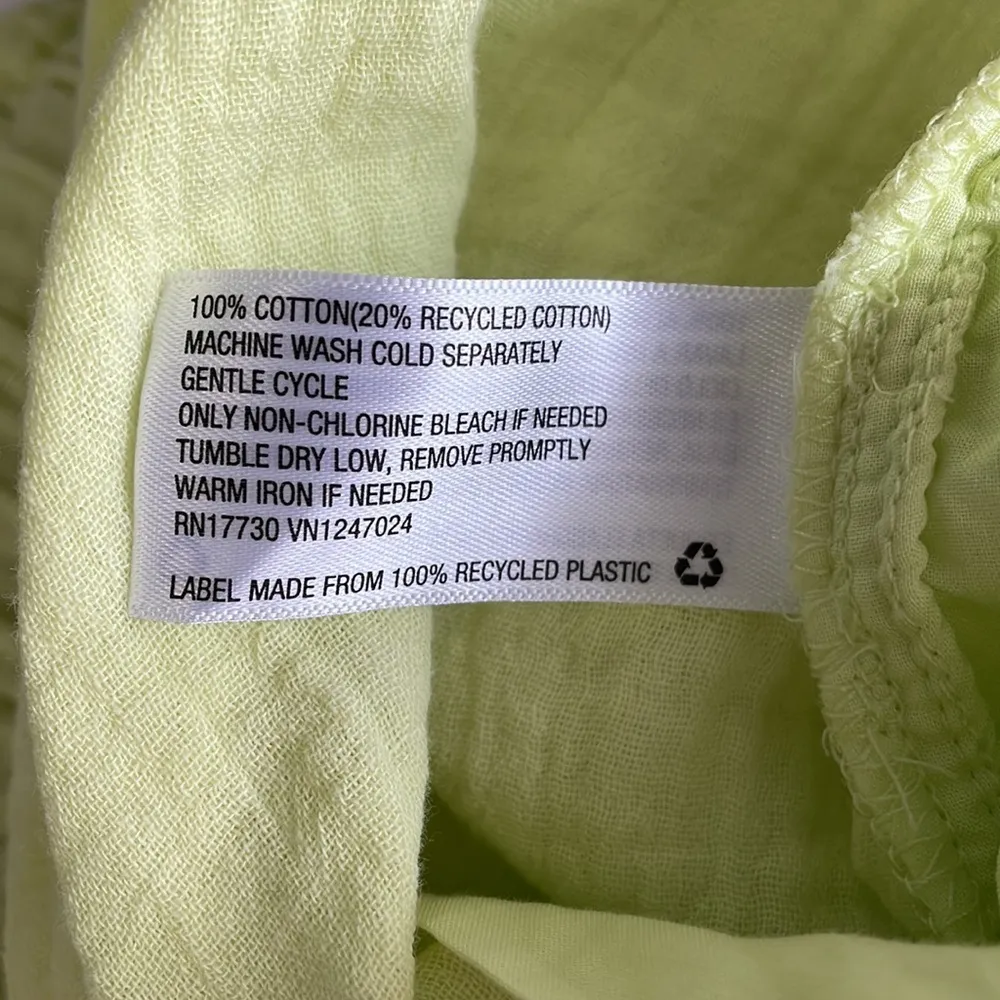 100% COTTON(20% RECYCLED COTTON)
MACHINE WASH COLD SEPARATELY
GENTLE CYCLE
ONLY NON-CHLORINE BLEACH IF NEEDED
TUMBLE DRY LOW, REMOVE PROMPTLY
WARM IRON IF NEEDED
RN17730 VN1247024
LABEL MADE FROM 100% RECYCLED PLASTIC